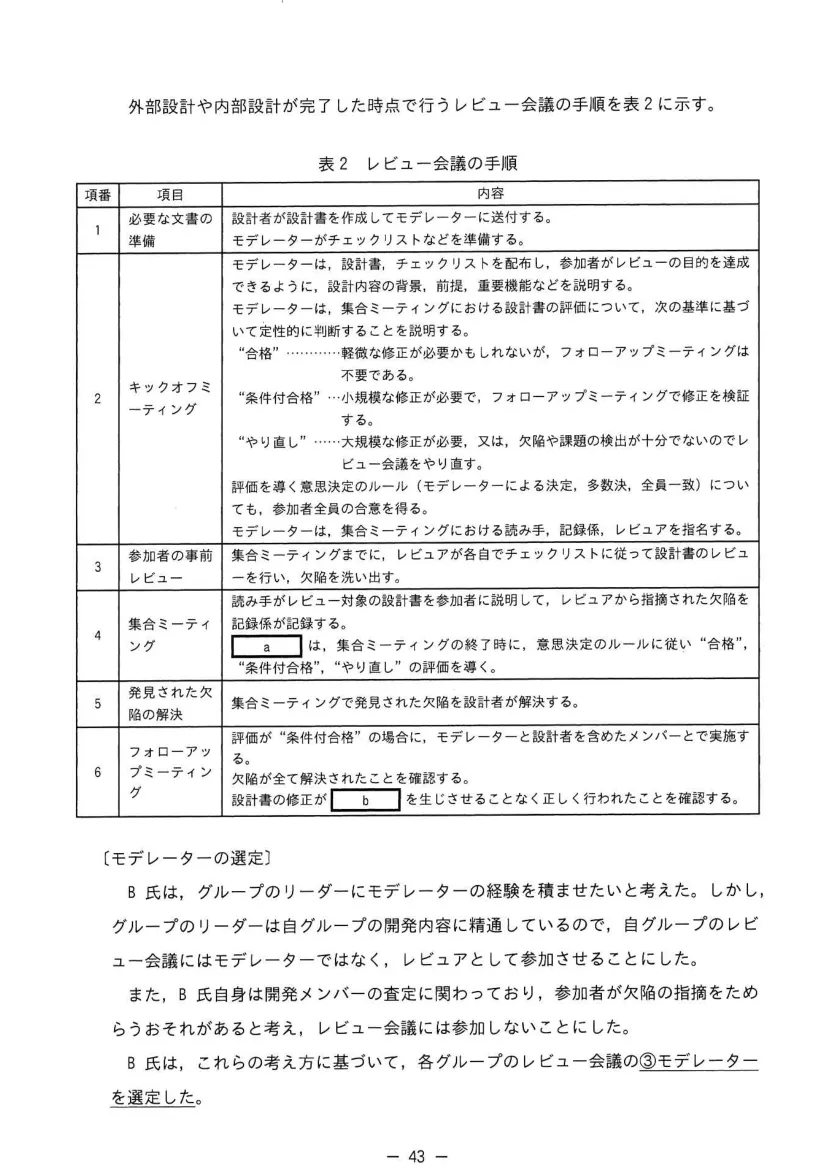 外部設計や内部設計が完了した時点で行うレビュー会議の手順を表2に示す。
表2 レビュー会議の手順
項番 項目 内容
1 必要な文書の
準備
設計者が設計書を作成してモデレーターに送付する。
モデレーターがチェックリストなどを準備する。
2 キックオフミ
ーティング
モデレーターは,設計書,チェックリストを配布し,参加者がレビューの目的を達成
できるように,設計内容の背景,前提,重要機能などを説明する。
モデレーターは,集合ミーティングにおける設計書の評価について,次の基準に基づ
いて定性的に判断することを説明する。
“合格” …………軽微な修正が必要かもしれないが,フォローアップミーティングは
不要である。
“条件付合格” …小規模な修正が必要で,フォローアップミーティングで修正を検証
する。
“やり直し” ……大規模な修正が必要,又は,欠陥や課題の検出が十分でないのでレ
ビュー会議をやり直す。
評価を導く意思決定のルール(モデレーターによる決定,多数決,全員一致)につい
ても,参加者全員の合意を得る。
モデレーターは,集合ミーティングにおける読み手,記録係,レビュアを指名する。
3 参加者の事前
レビュー
集合ミーティングまでに,レビュアが各自でチェックリストに従って設計書のレビュ
ーを行い,欠陥を洗い出す。
4 集合ミーティ
ング
読み手がレビュー対象の設計書を参加者に説明して,レビュアから指摘された欠陥を
記録係が記録する。
a は,集合ミーティングの終了時に,意思決定のルールに従い“合格”,
“条件付合格”,“やり直し”の評価を導く。
5 発見された欠
陥の解決
集合ミーティングで発見された欠陥を設計者が解決する。
6 フォローアッ
プミーティン
グ
評価が“条件付合格”の場合に,モデレーターと設計者を含めたメンバーとで実施す
る。
欠陥が全て解決されたことを確認する。
設計書の修正が b を生じさせることなく正しく行われたことを確認する。
〔モデレーターの選定〕
B氏は,グループのリーダーにモデレーターの経験を積ませたいと考えた。しかし,
グループのリーダーは自グループの開発内容に精通しているので,自グループのレビ
ュー会議にはモデレーターではなく,レビュアとして参加させることにした。
また,B氏自身は開発メンバーの査定に関わっており,参加者が欠陥の指摘をため
らうおそれがあると考え,レビュー会議には参加しないことにした。
B氏は,これらの考え方に基づいて,各グループのレビュー会議の③モデレーター
を選定した。
— 43 —